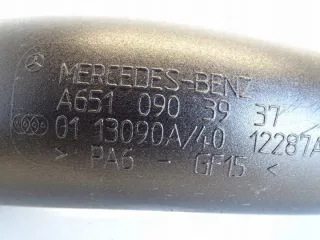 MERCEDES-BENZ
A651 090 39 37
01 13090A/40 12287A
> PA6 - GF15 <